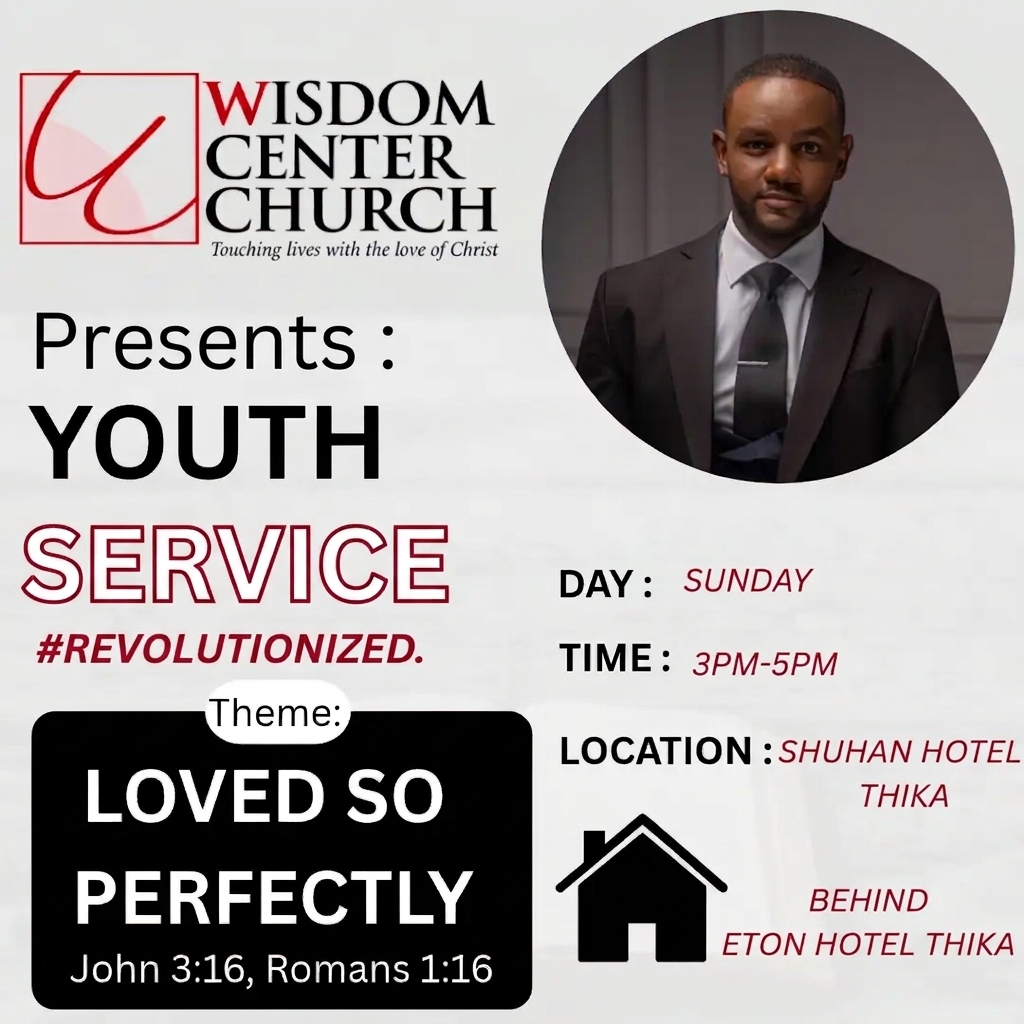 WISDOM
CENTER
CHURCH
Touching lives with the love of Christ
Presents :
YOUTH
SERVICE
#REVOLUTIONIZED.
Theme:
LOVED SO
PERFECTLY
John 3:16, Romans 1:16
DAY : SUNDAY
TIME : 3PM-5PM
LOCATION : SHUHAN HOTEL
THIKA
BEHIND
ETON HOTEL THIKA